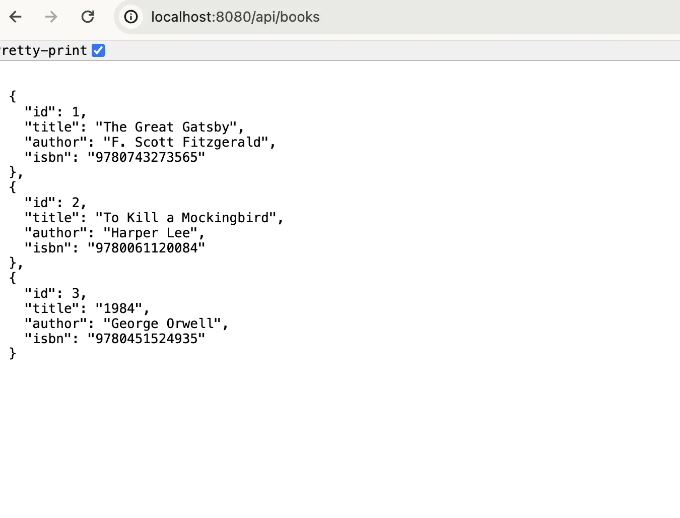 localhost:8080/api/books
retty-print
{
"id": 1,
"title": "The Great Gatsby",
"author": "F. Scott Fitzgerald",
"isbn": "9780743273565"
},
{
"id": 2,
"title": "To Kill a Mockingbird",
"author": "Harper Lee",
"isbn": "9780061120084"
},
{
"id": 3,
"title": "1984",
"author": "George Orwell",
"isbn": "9780451524935"
}